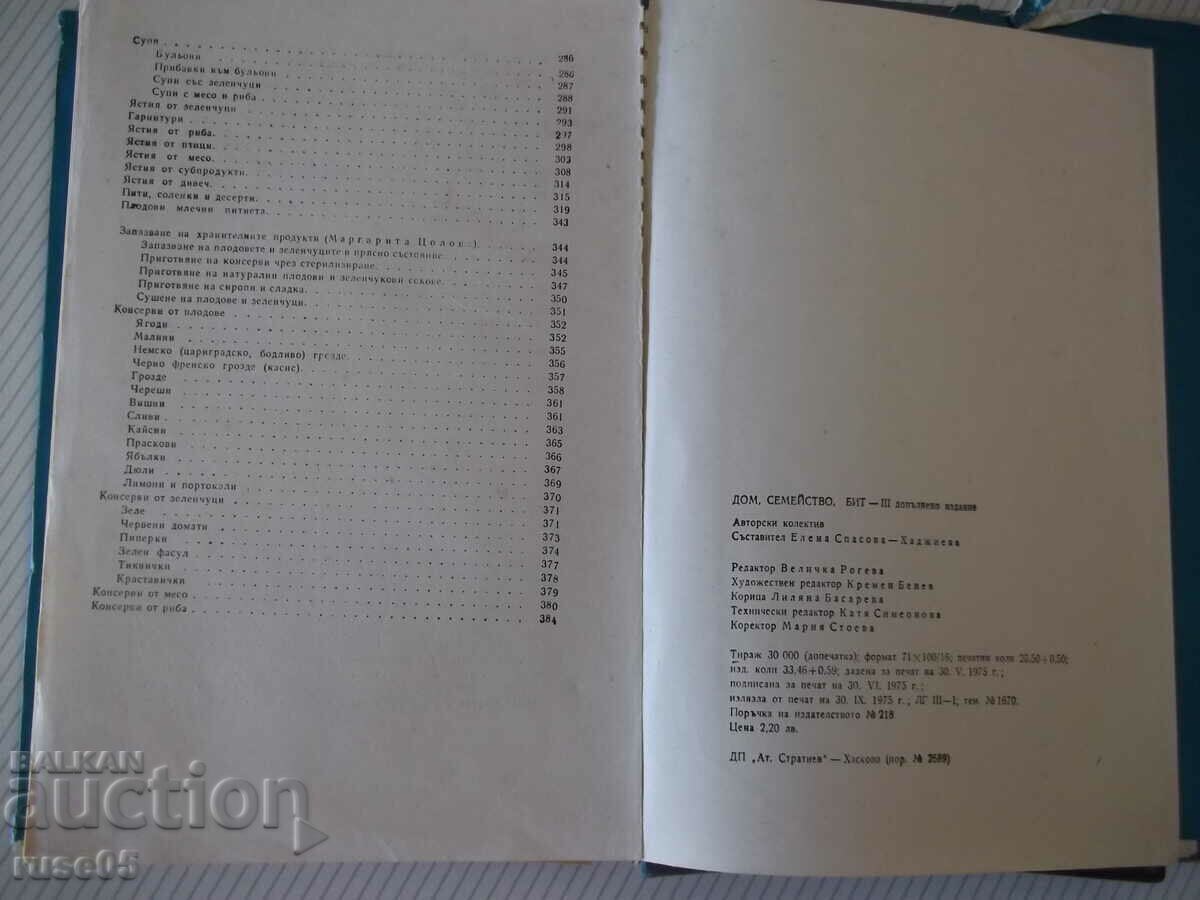 Супи 286
Бульони 286
Прибавки към бульони 287
Супи със зеленчуци 288
Супи с месо и риба 291
Ястия от зеленчуци 293
Гарнитури 297
Ястия от риба. 298
Ястия от птици. 303
Ястия от месо. 308
Ястия от субпродукти. 314
Ястия от дивеч. 315
Пити, соленки и десерти. 319
Плодови млечни питиета. 343
Запазване на хранителните продукти (Маргарита Цолова). 344
Запазване на плодовете и зеленчуците в прясно състояние 344
Приготвяне на консерви чрез стерилизиране. 345
Приготвяне на натурални плодови и зеленчукови сокове. 347
Приготвяне на сиропи и сладка. 350
Сушене на плодове и зеленчуци. 351
Консерви от плодове 352
Ягоди 352
Малини 355
Немско (цариградско, бодливо) грозде. 356
Черно френско грозде (касис). 357
Грозде 358
Череши 361
Вишни 361
Сливи 363
Кайсии 365
Праскови 366
Ябълки 367
Дюли 369
Лимони и портокали 370
Консерви от зеленчуци 371
Зеле 371
Червени домати 373
Пиперки 374
Зелен фасул 377
Тиквички 378
Краставички 379
Консерви от месо 380
Консерви от риба 384
ДОМ, СЕМЕЙСТВО, БИТ — III допълнено издание
Авторски колектив
Съставител Елена Спасова—Хаджиева
Редактор Величка Рогева
Художествен редактор Кремен Бенев
Корица Лиляна Басарева
Технически редактор Катя Симеонова
Коректор Мария Стоева
Тираж 30 000 (допечатка); формат 71×100/16; печатни коли 20.50+0.50;
изд. коли 33,46+0.59; дадена за печат на 30. V. 1975 г.;
подписана за печат на 30. VI. 1975 г.;
излязла от печат на 30. IX. 1975 г.; ЛГ III—1; тем. №1670.
Поръчка на издателството №218
Цена 2,20 лв.
ДП „Ат. Стратиев" — Хасково (пор. № 2689)
BALKAN
auction
ruse05